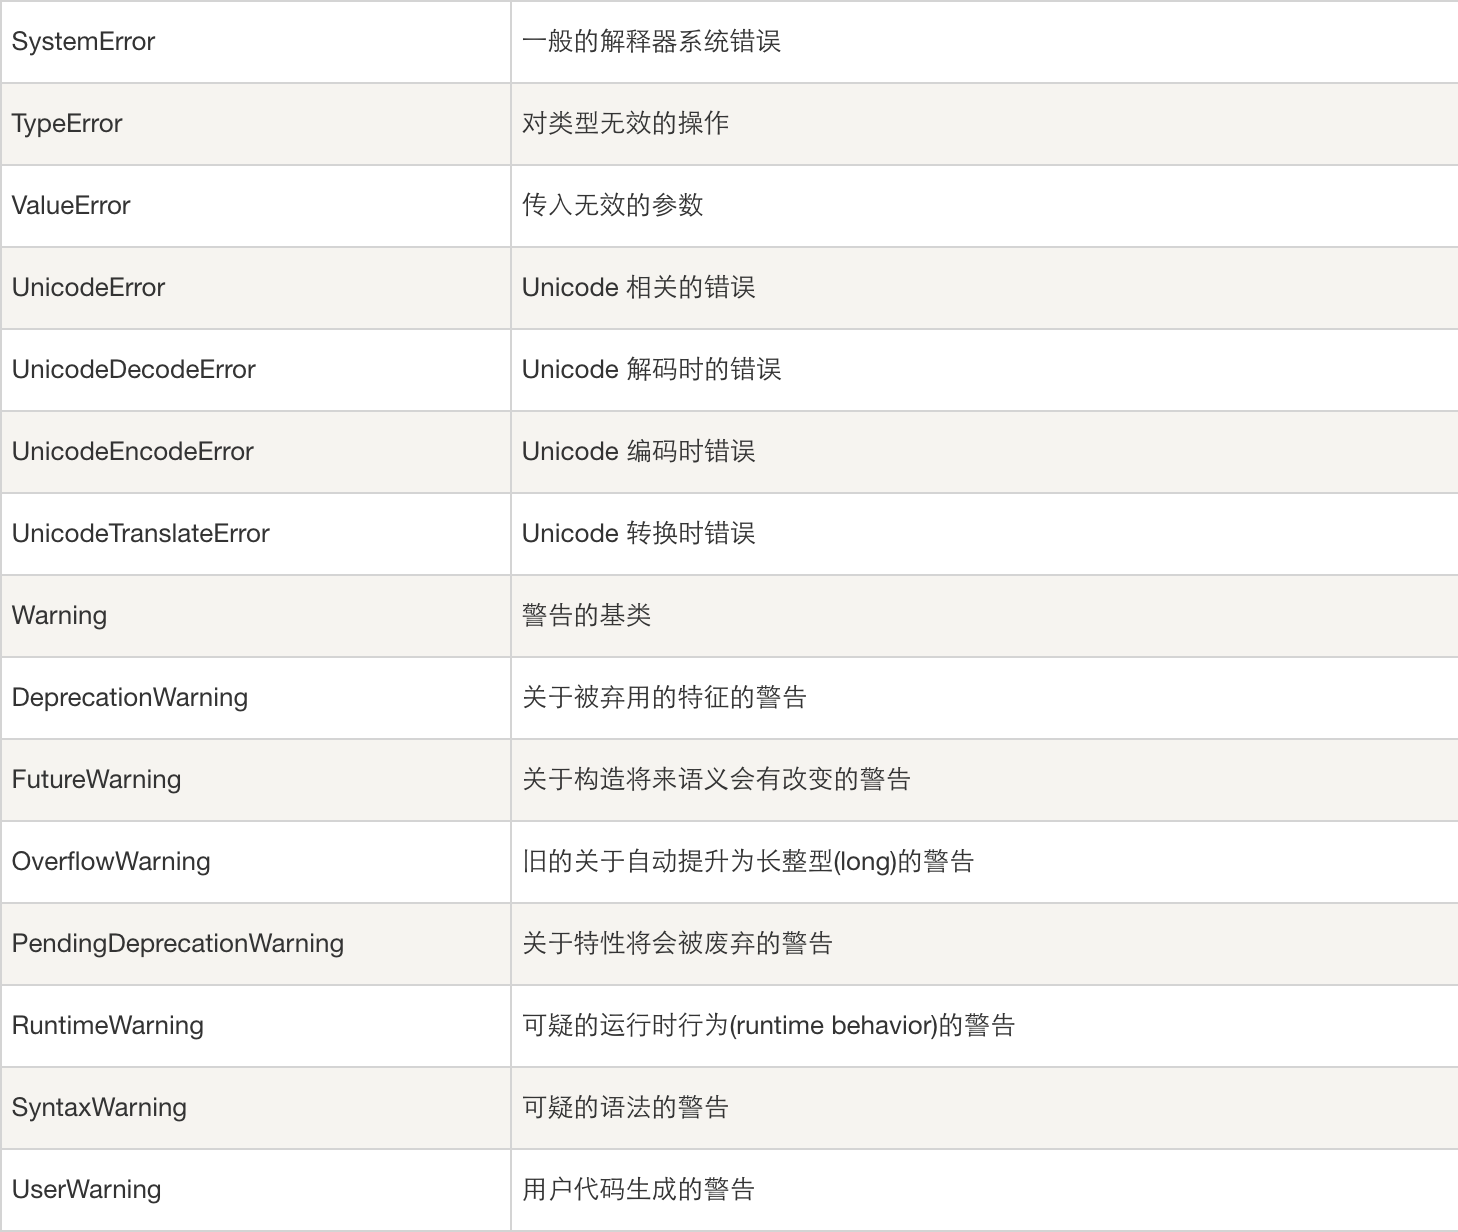 SystemError 一般的解释器系统错误
TypeError 对类型无效的操作
ValueError 传入无效的参数
UnicodeError Unicode 相关的错误
UnicodeDecodeError Unicode 解码时的错误
UnicodeEncodeError Unicode 编码时错误
UnicodeTranslateError Unicode 转换时错误
Warning 警告的基类
DeprecationWarning 关于被弃用的特征的警告
FutureWarning 关于构造将来语义会有改变的警告
OverflowWarning 旧的关于自动提升为长整型(long)的警告
PendingDeprecationWarning 关于特性将会被废弃的警告
RuntimeWarning 可疑的运行时行为(runtime behavior)的警告
SyntaxWarning 可疑的语法的警告
UserWarning 用户代码生成的警告